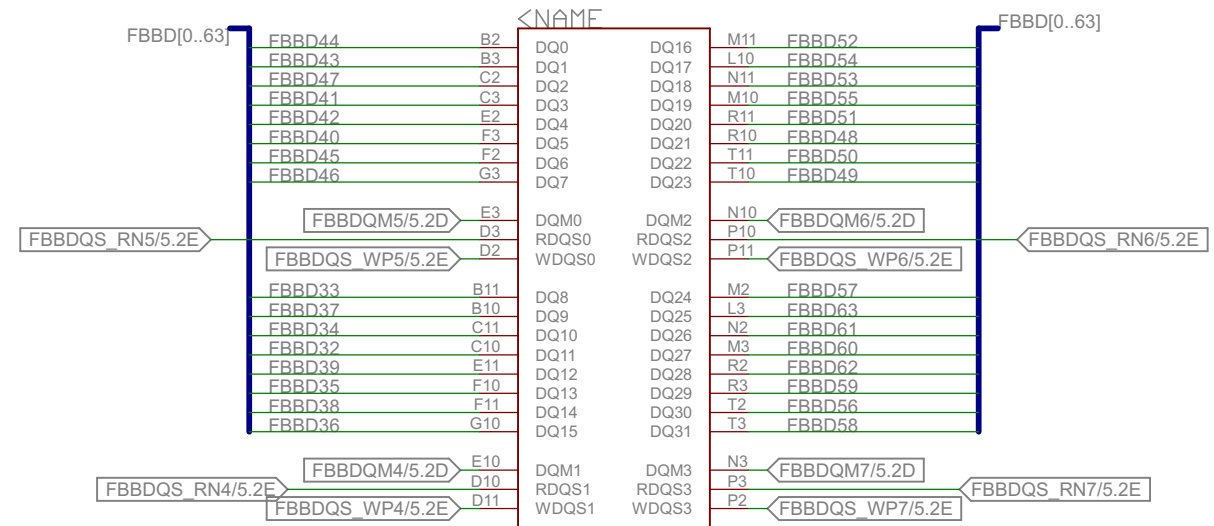 <NAME
FBBD[0..63] FBBD[0..63]
FBBD44 B2 DQ0 DQ16 M11 FBBD52
FBBD43 B3 DQ1 DQ17 L10 FBBD54
FBBD47 C2 DQ2 DQ18 N11 FBBD53
FBBD41 C3 DQ3 DQ19 M10 FBBD55
FBBD42 E2 DQ4 DQ20 R11 FBBD51
FBBD40 F3 DQ5 DQ21 R10 FBBD48
FBBD45 F2 DQ6 DQ22 T11 FBBD50
FBBD46 G3 DQ7 DQ23 T10 FBBD49
FBBDQM5/5.2D E3 DQM0 DQM2 N10 FBBDQM6/5.2D
FBBDQS_RN5/5.2E D3 RDQS0 RDQS2 P10 FBBDQS_RN6/5.2E
FBBDQS_WP5/5.2E D2 WDQS0 WDQS2 P11 FBBDQS_WP6/5.2E
FBBD33 B11 DQ8 DQ24 M2 FBBD57
FBBD37 B10 DQ9 DQ25 L3 FBBD63
FBBD34 C11 DQ10 DQ26 N2 FBBD61
FBBD32 C10 DQ11 DQ27 M3 FBBD60
FBBD39 E11 DQ12 DQ28 R2 FBBD62
FBBD35 F10 DQ13 DQ29 R3 FBBD59
FBBD38 F11 DQ14 DQ30 T2 FBBD56
FBBD36 G10 DQ15 DQ31 T3 FBBD58
FBBDQM4/5.2D E10 DQM1 DQM3 N3 FBBDQM7/5.2D
FBBDQS_RN4/5.2E D10 RDQS1 RDQS3 P3 FBBDQS_RN7/5.2E
FBBDQS_WP4/5.2E D11 WDQS1 WDQS3 P2 FBBDQS_WP7/5.2E